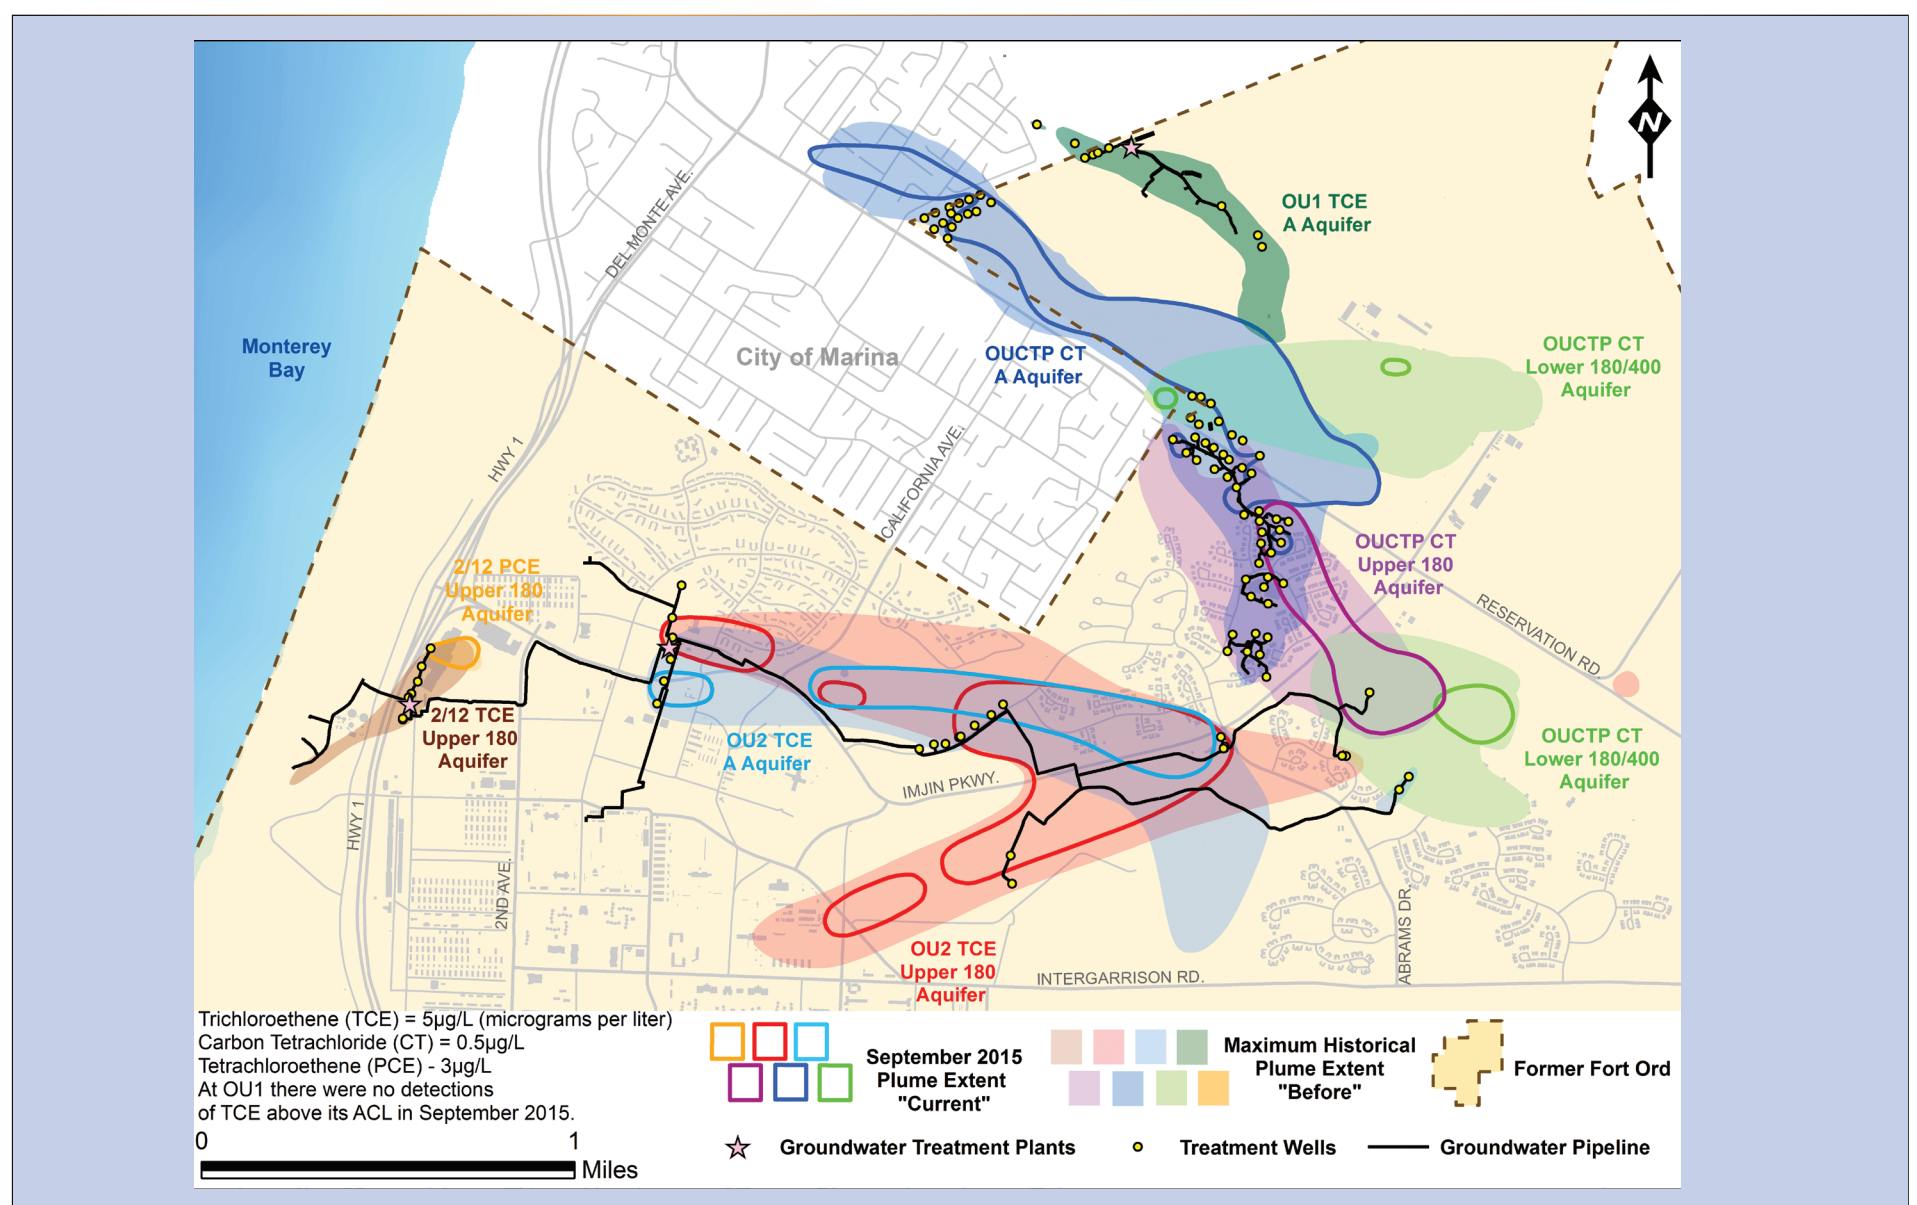 N
DEL MONTE AVE.
OU1 TCE
A Aquifer
Monterey
Bay
City of Marina
OUCTP CT
A Aquifer
OUCTP CT
Lower 180/400
Aquifer
HWY 1
CALIFORNIA AVE.
2/12 PCE
Upper 180
Aquifer
OUCTP CT
Upper 180
Aquifer
RESERVATION RD.
2/12 TCE
Upper 180
Aquifer
OU2 TCE
A Aquifer
OUCTP CT
Lower 180/400
Aquifer
IMJIN PKWY.
HWY 1
2ND AVE.
OU2 TCE
Upper 180
Aquifer
INTERGARRISON RD.
ABRAMS DR.
Trichloroethene (TCE) = 5µg/L (micrograms per liter)
Carbon Tetrachloride (CT) = 0.5µg/L
Tetrachloroethene (PCE) - 3µg/L
At OU1 there were no detections
of TCE above its ACL in September 2015.
0 1
Miles
September 2015
Plume Extent
"Current"
Maximum Historical
Plume Extent
"Before"
Former Fort Ord
Groundwater Treatment Plants
Treatment Wells
Groundwater Pipeline